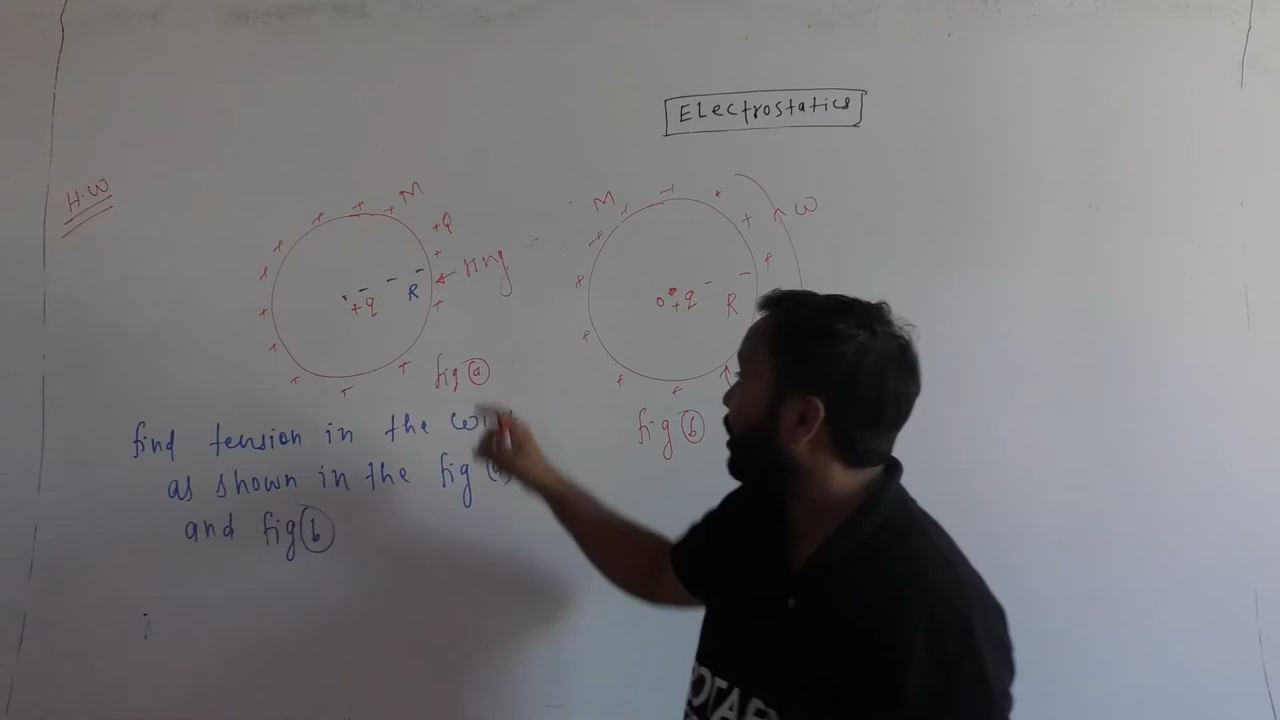 Electrostatics
H.W
M
+Q
ring
+q
R
fig (a)
M
ω
O
+q
R
fig (b)
find tension in the
as shown in the fig (a)
and fig (b)